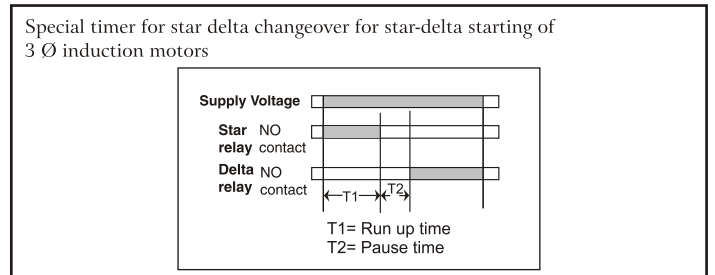 Special timer for star delta changeover for star-delta starting of
3 Ø induction motors
Supply Voltage
Star NO
relay contact
Delta NO
relay contact
T1 T2
T1= Run up time
T2= Pause time